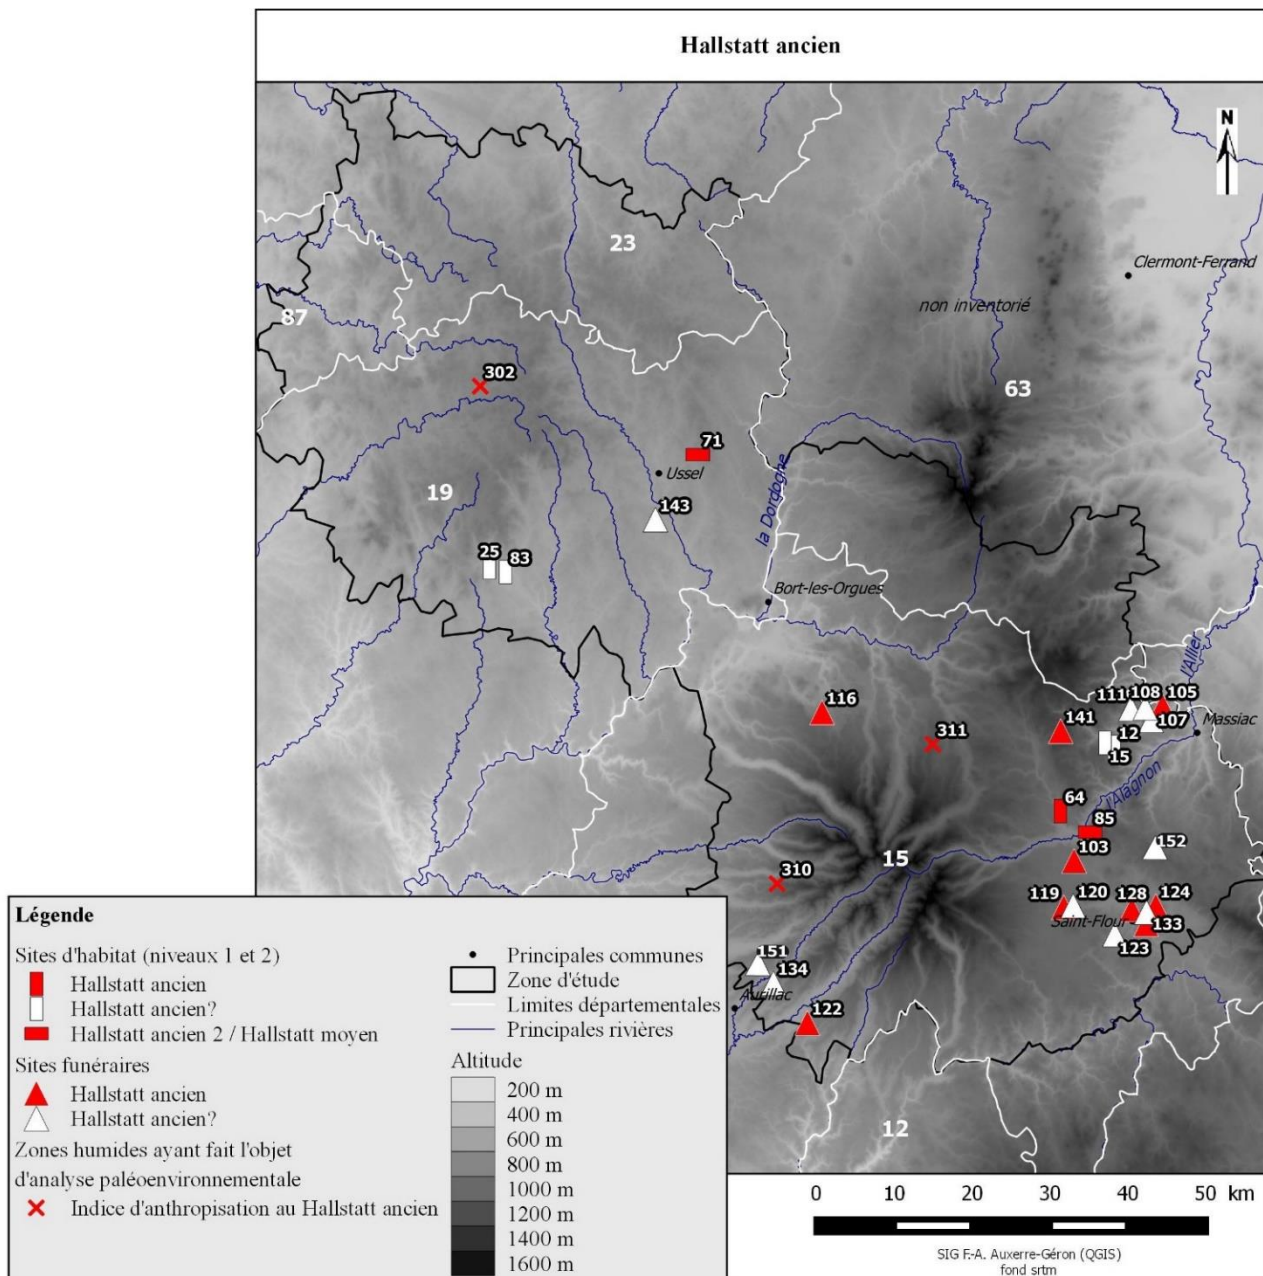 Hallstatt ancien
N
23
Clermont-Ferrand
non inventorié
87
63
302
71
Ussel
la Dordogne
19
143
25
83
Bort-les-Orgues
l'Allier
116
111
108
105
107
Massiac
141
12
15
311
64
l'Alagnon
85
103
152
15
310
119
120
128
124
Saint-Flour
133
123
151
134
Aurillac
122
12
Légende
Sites d'habitat (niveaux 1 et 2)
Hallstatt ancien
Hallstatt ancien?
Hallstatt ancien 2 / Hallstatt moyen
Sites funéraires
Hallstatt ancien
Hallstatt ancien?
Zones humides ayant fait l'objet
d'analyse paléoenvironnementale
Indice d'anthropisation au Hallstatt ancien
Principales communes
Zone d'étude
Limites départementales
Principales rivières
Altitude
200 m
400 m
600 m
800 m
1000 m
1200 m
1400 m
1600 m
0 10 20 30 40 50 km
SIG F.-A. Auxerre-Géron (QGIS)
fond srtm